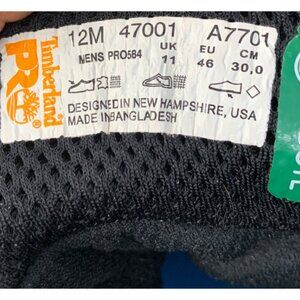 Timberland
PRO®
12M 47001 A7701
MENS PRO584 UK EU CM
11 46 30,0
DESIGNED IN NEW HAMPSHIRE, USA
MADE IN BANGLADESH